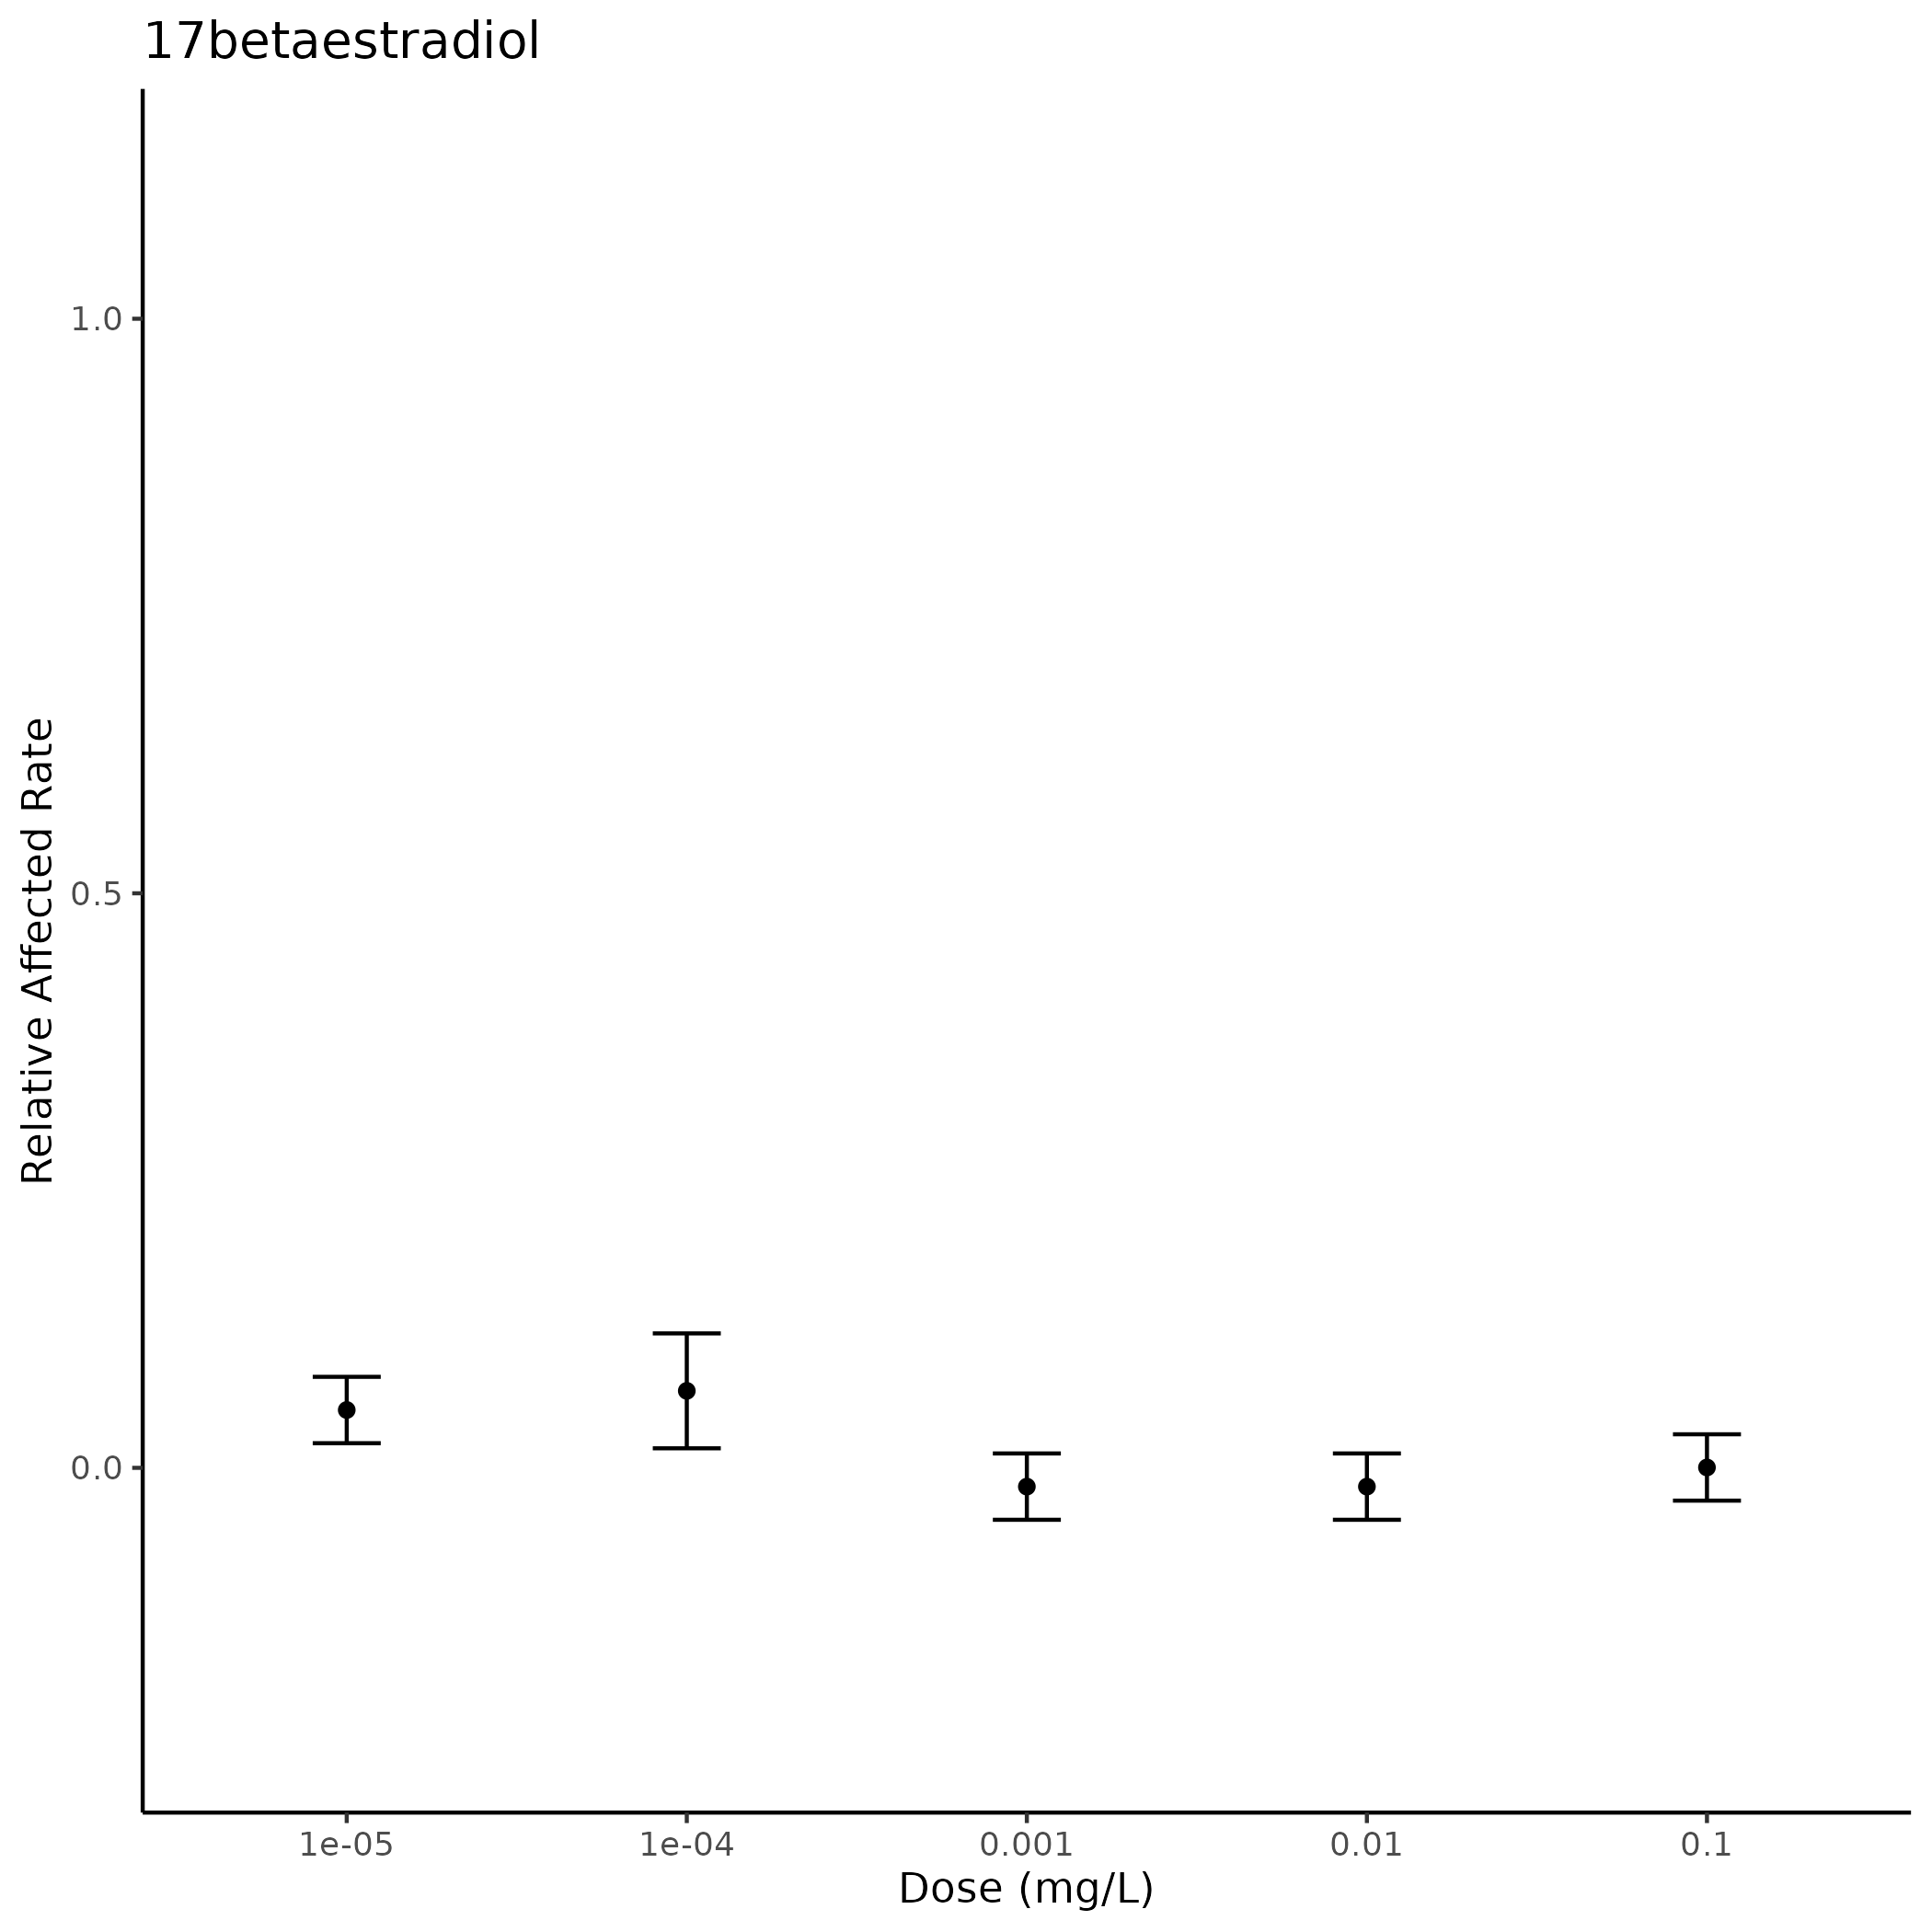 17betaestradiol
1.0
0.5
0.0
Relative Affected Rate
1e-05 1e-04 0.001 0.01 0.1
Dose (mg/L)